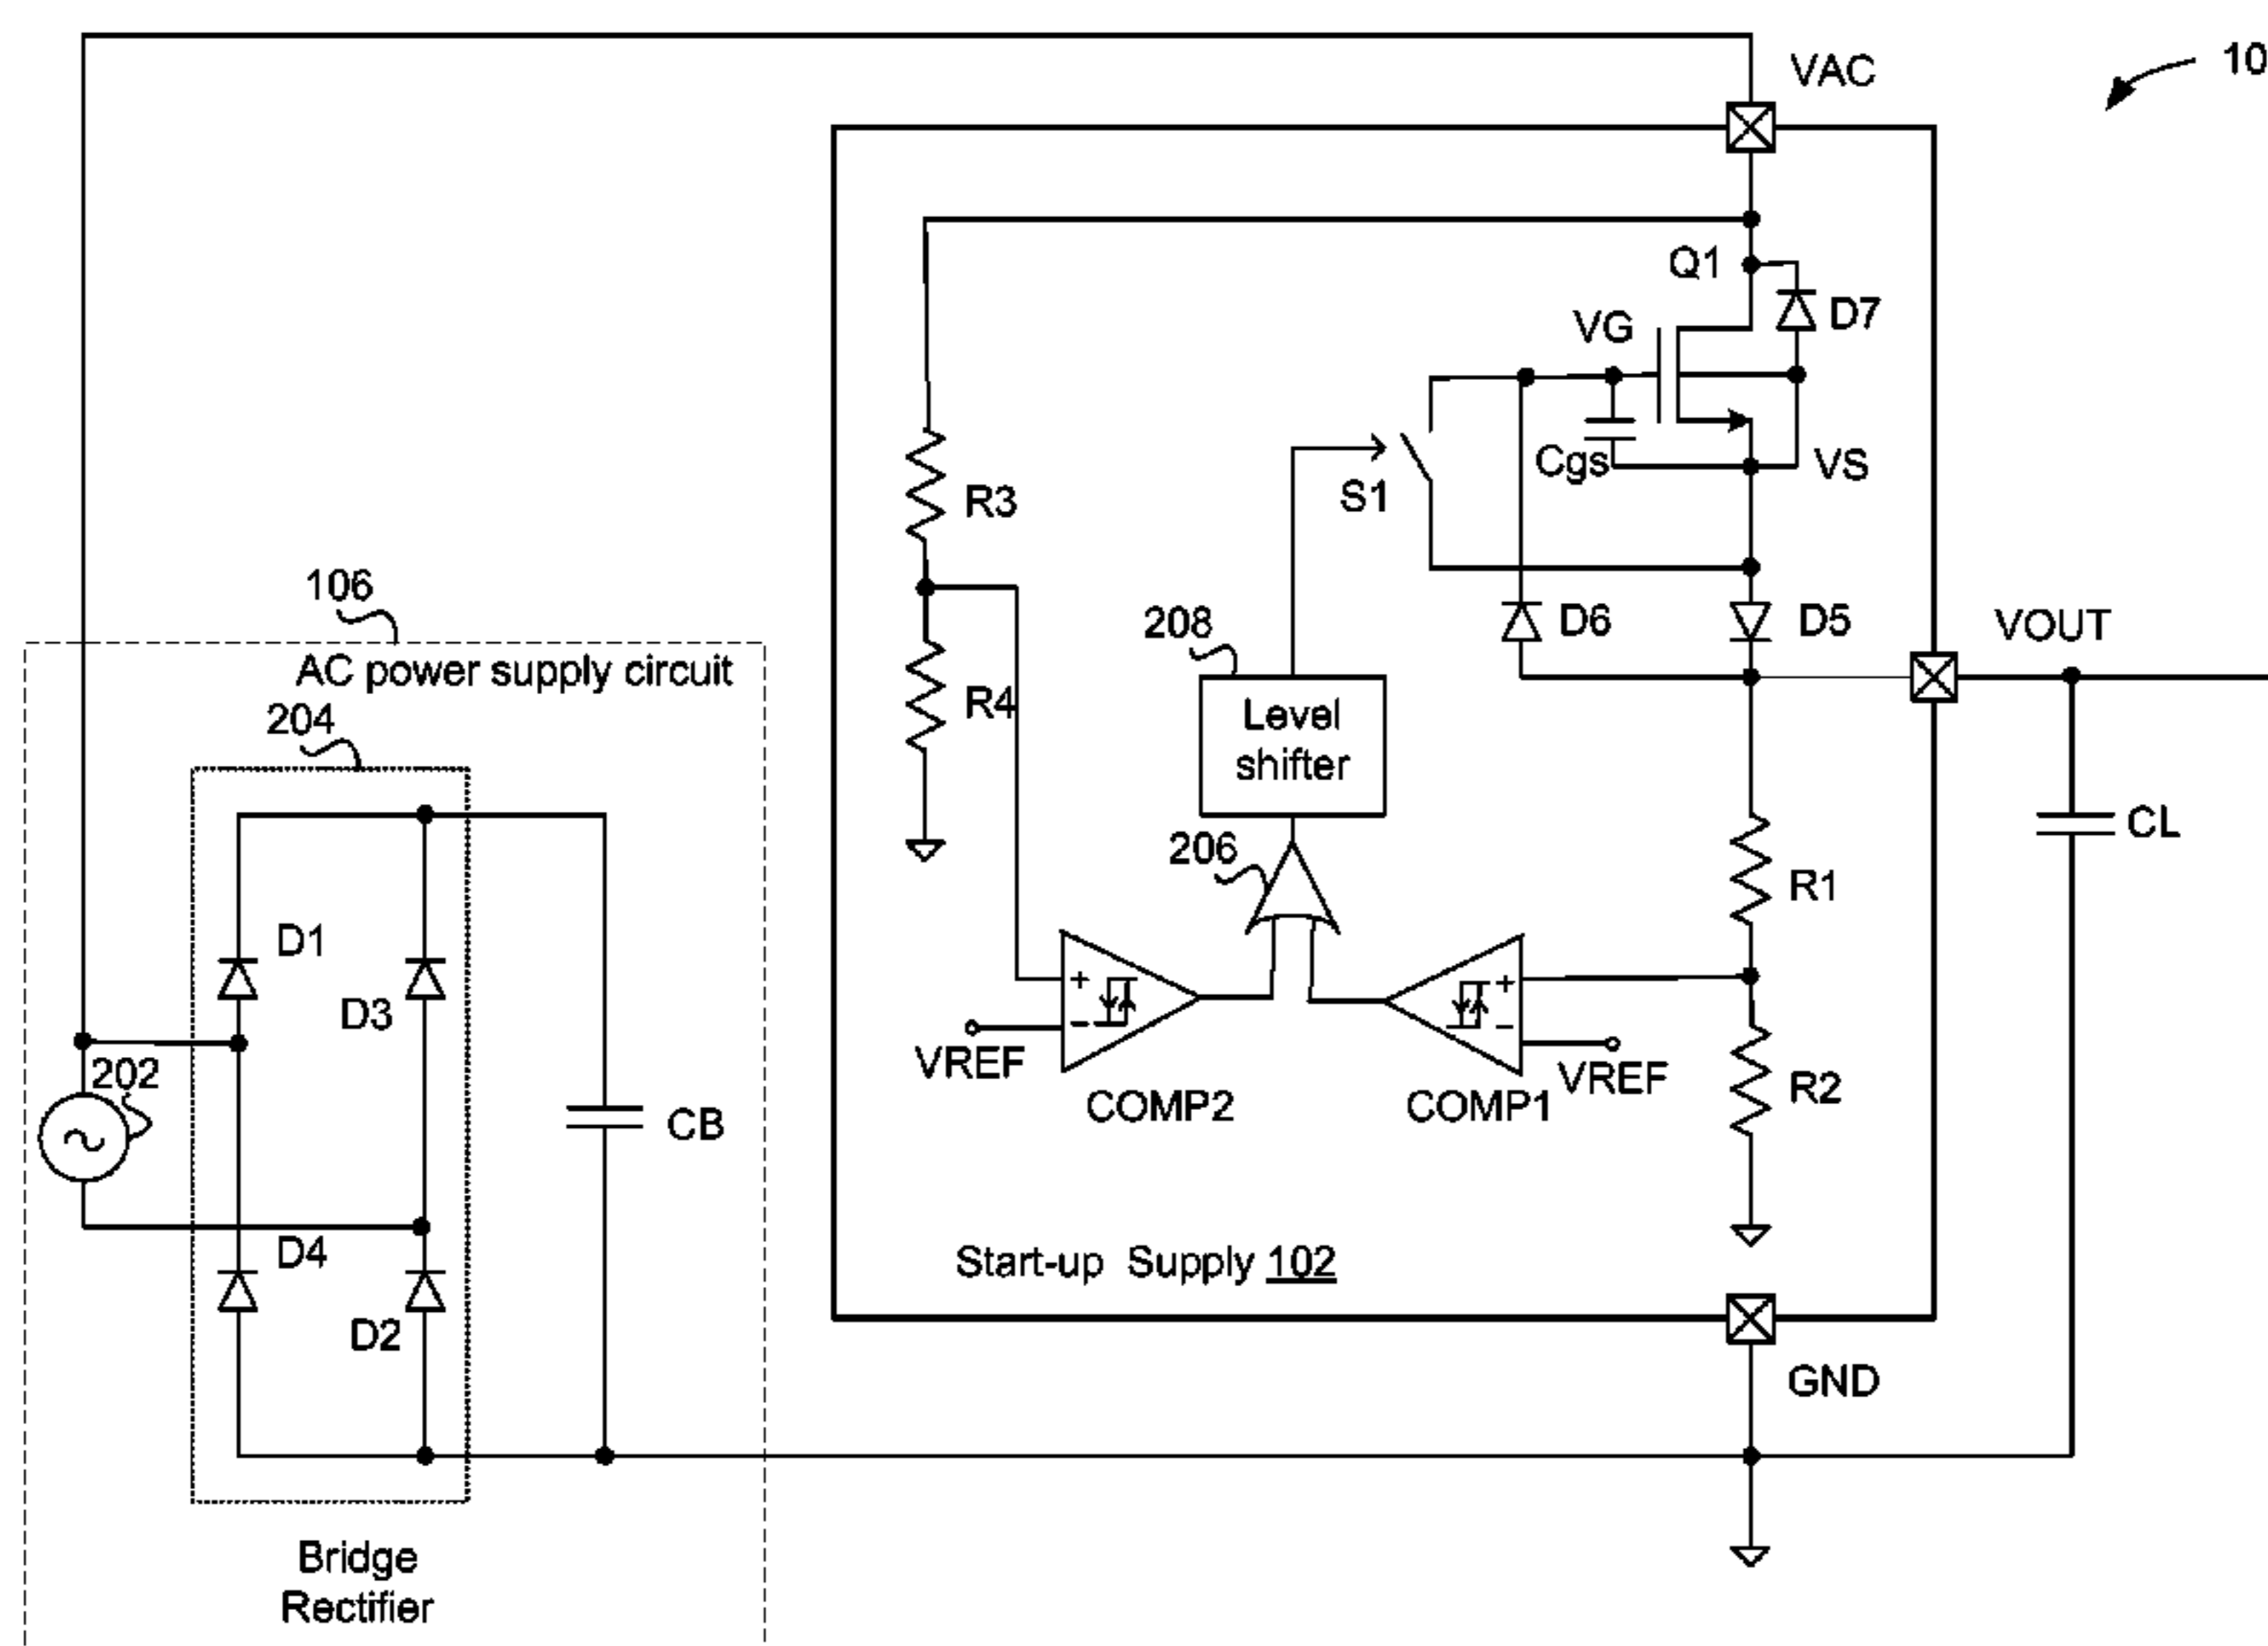 VAC
10
Q1
D7
VG
Cgs
VS
S1
R3
106
208
D6
D5
VOUT
AC power supply circuit
204
R4
Level
shifter
CL
206
R1
D1
+
+
D3
-
-
202
VREF
VREF
R2
CB
COMP2
COMP1
D4
Start-up Supply 102
D2
GND
Bridge
Rectifier